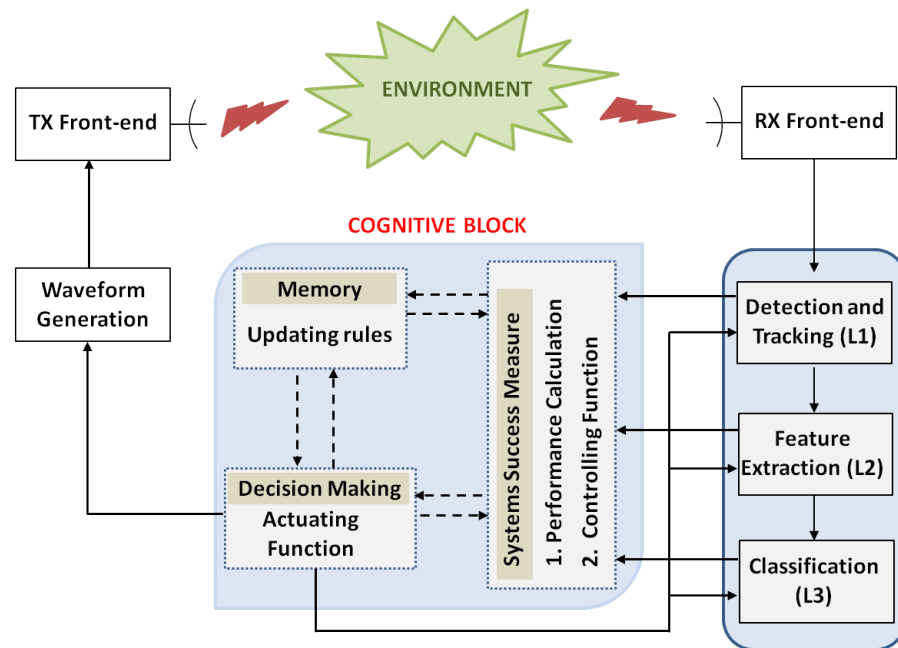 ENVIRONMENT
TX Front-end
RX Front-end
COGNITIVE BLOCK
Waveform
Generation
Memory
Updating rules
Decision Making
Actuating
Function
Systems Success Measure
1. Performance Calculation
2. Controlling Function
Detection and
Tracking (L1)
Feature
Extraction (L2)
Classification
(L3)